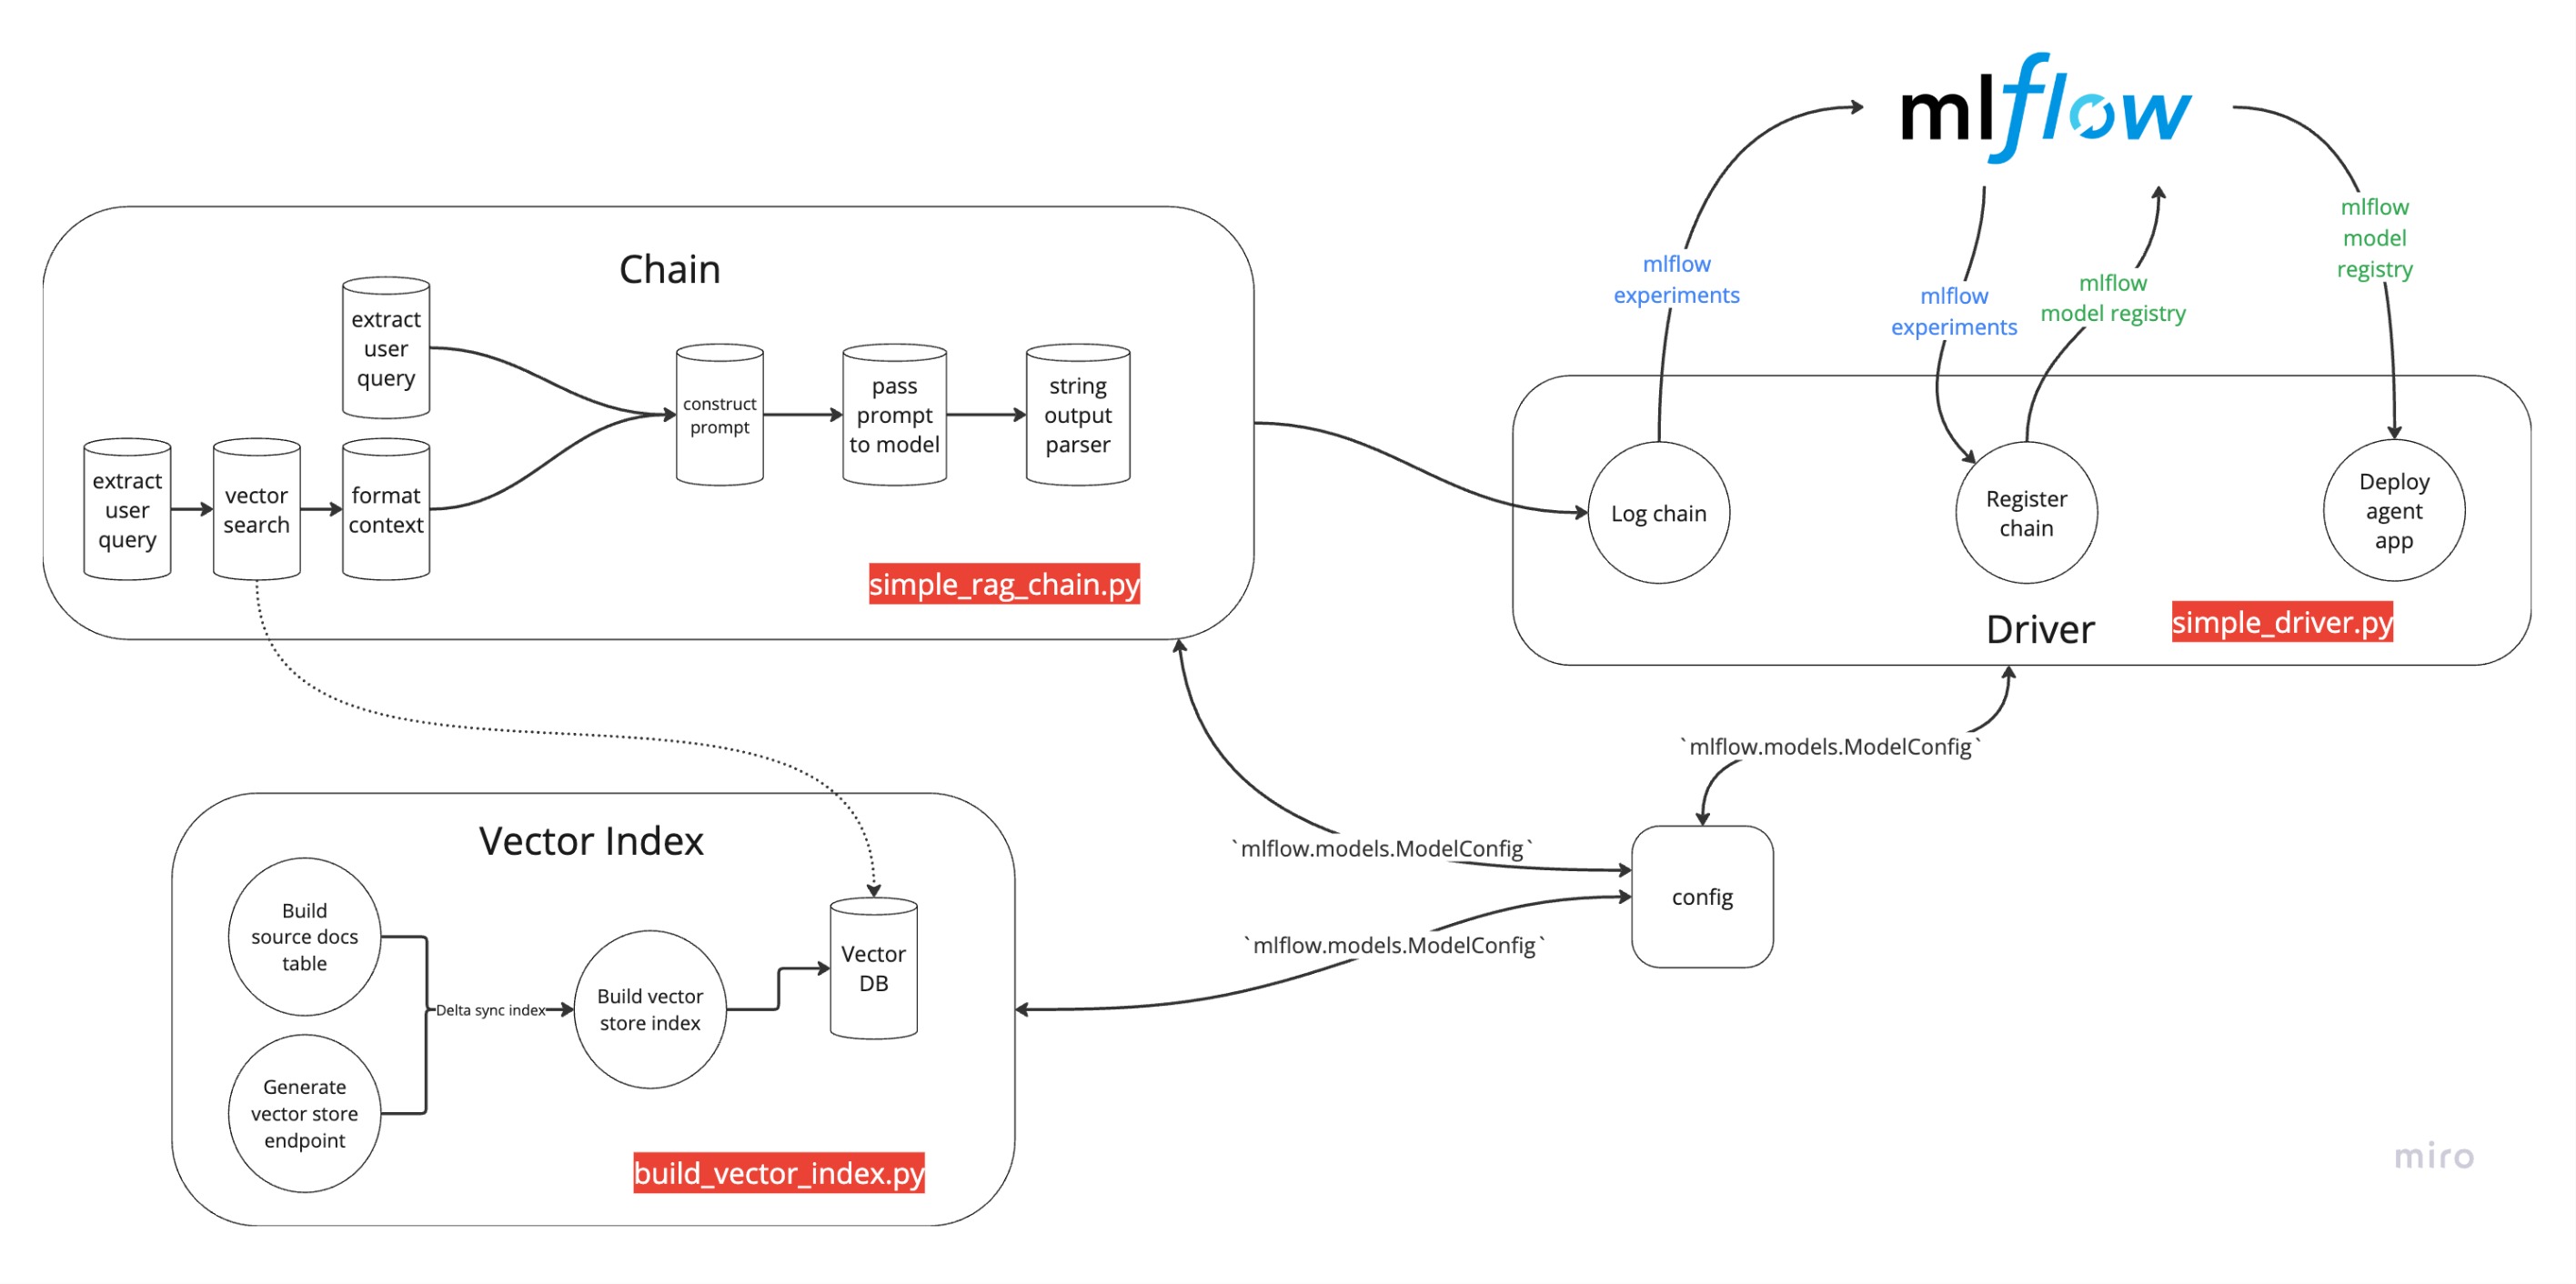 mlflow
mlflow
experiments
mlflow
experiments
mlflow
model registry
mlflow
model
registry
Chain
extract
user
query
extract
user
query
vector
search
format
context
construct
prompt
pass
prompt
to model
string
output
parser
simple_rag_chain.py
Log chain
Register
chain
Deploy
agent
app
Driver
simple_driver.py
`mlflow.models.ModelConfig`
`mlflow.models.ModelConfig`
`mlflow.models.ModelConfig`
config
Vector Index
Build
source docs
table
Generate
vector store
endpoint
Delta sync index
Build vector
store index
Vector
DB
build_vector_index.py
miro